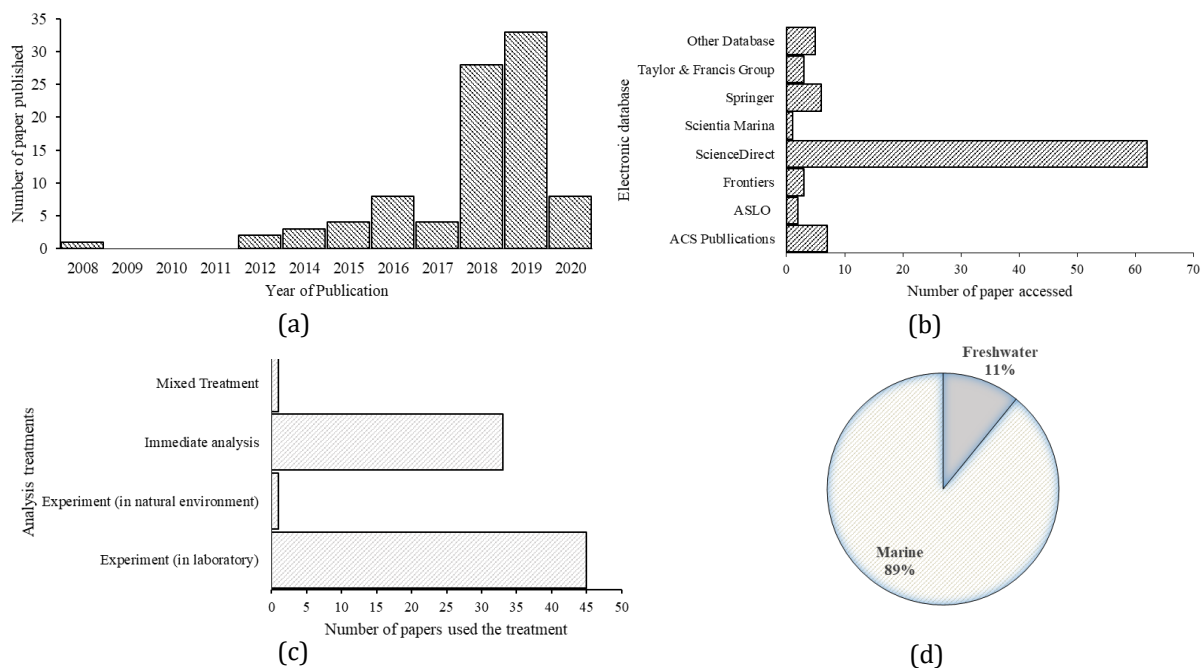 35
30
25
20
15
10
5
0
Number of paper published
2008 2009 2010 2011 2012 2014 2015 2016 2017 2018 2019 2020
Year of Publication
(a)
Electronic database
Other Database
Taylor & Francis Group
Springer
Scientia Marina
ScienceDirect
Frontiers
ASLO
ACS Publlications
0 10 20 30 40 50 60 70
Number of paper accessed
(b)
Analysis treatments
Mixed Treatment
Immediate analysis
Experiment (in natural environment)
Experiment (in laboratory)
0 5 10 15 20 25 30 35 40 45 50
Number of papers used the treatment
(c)
Freshwater
11%
Marine
89%
(d)